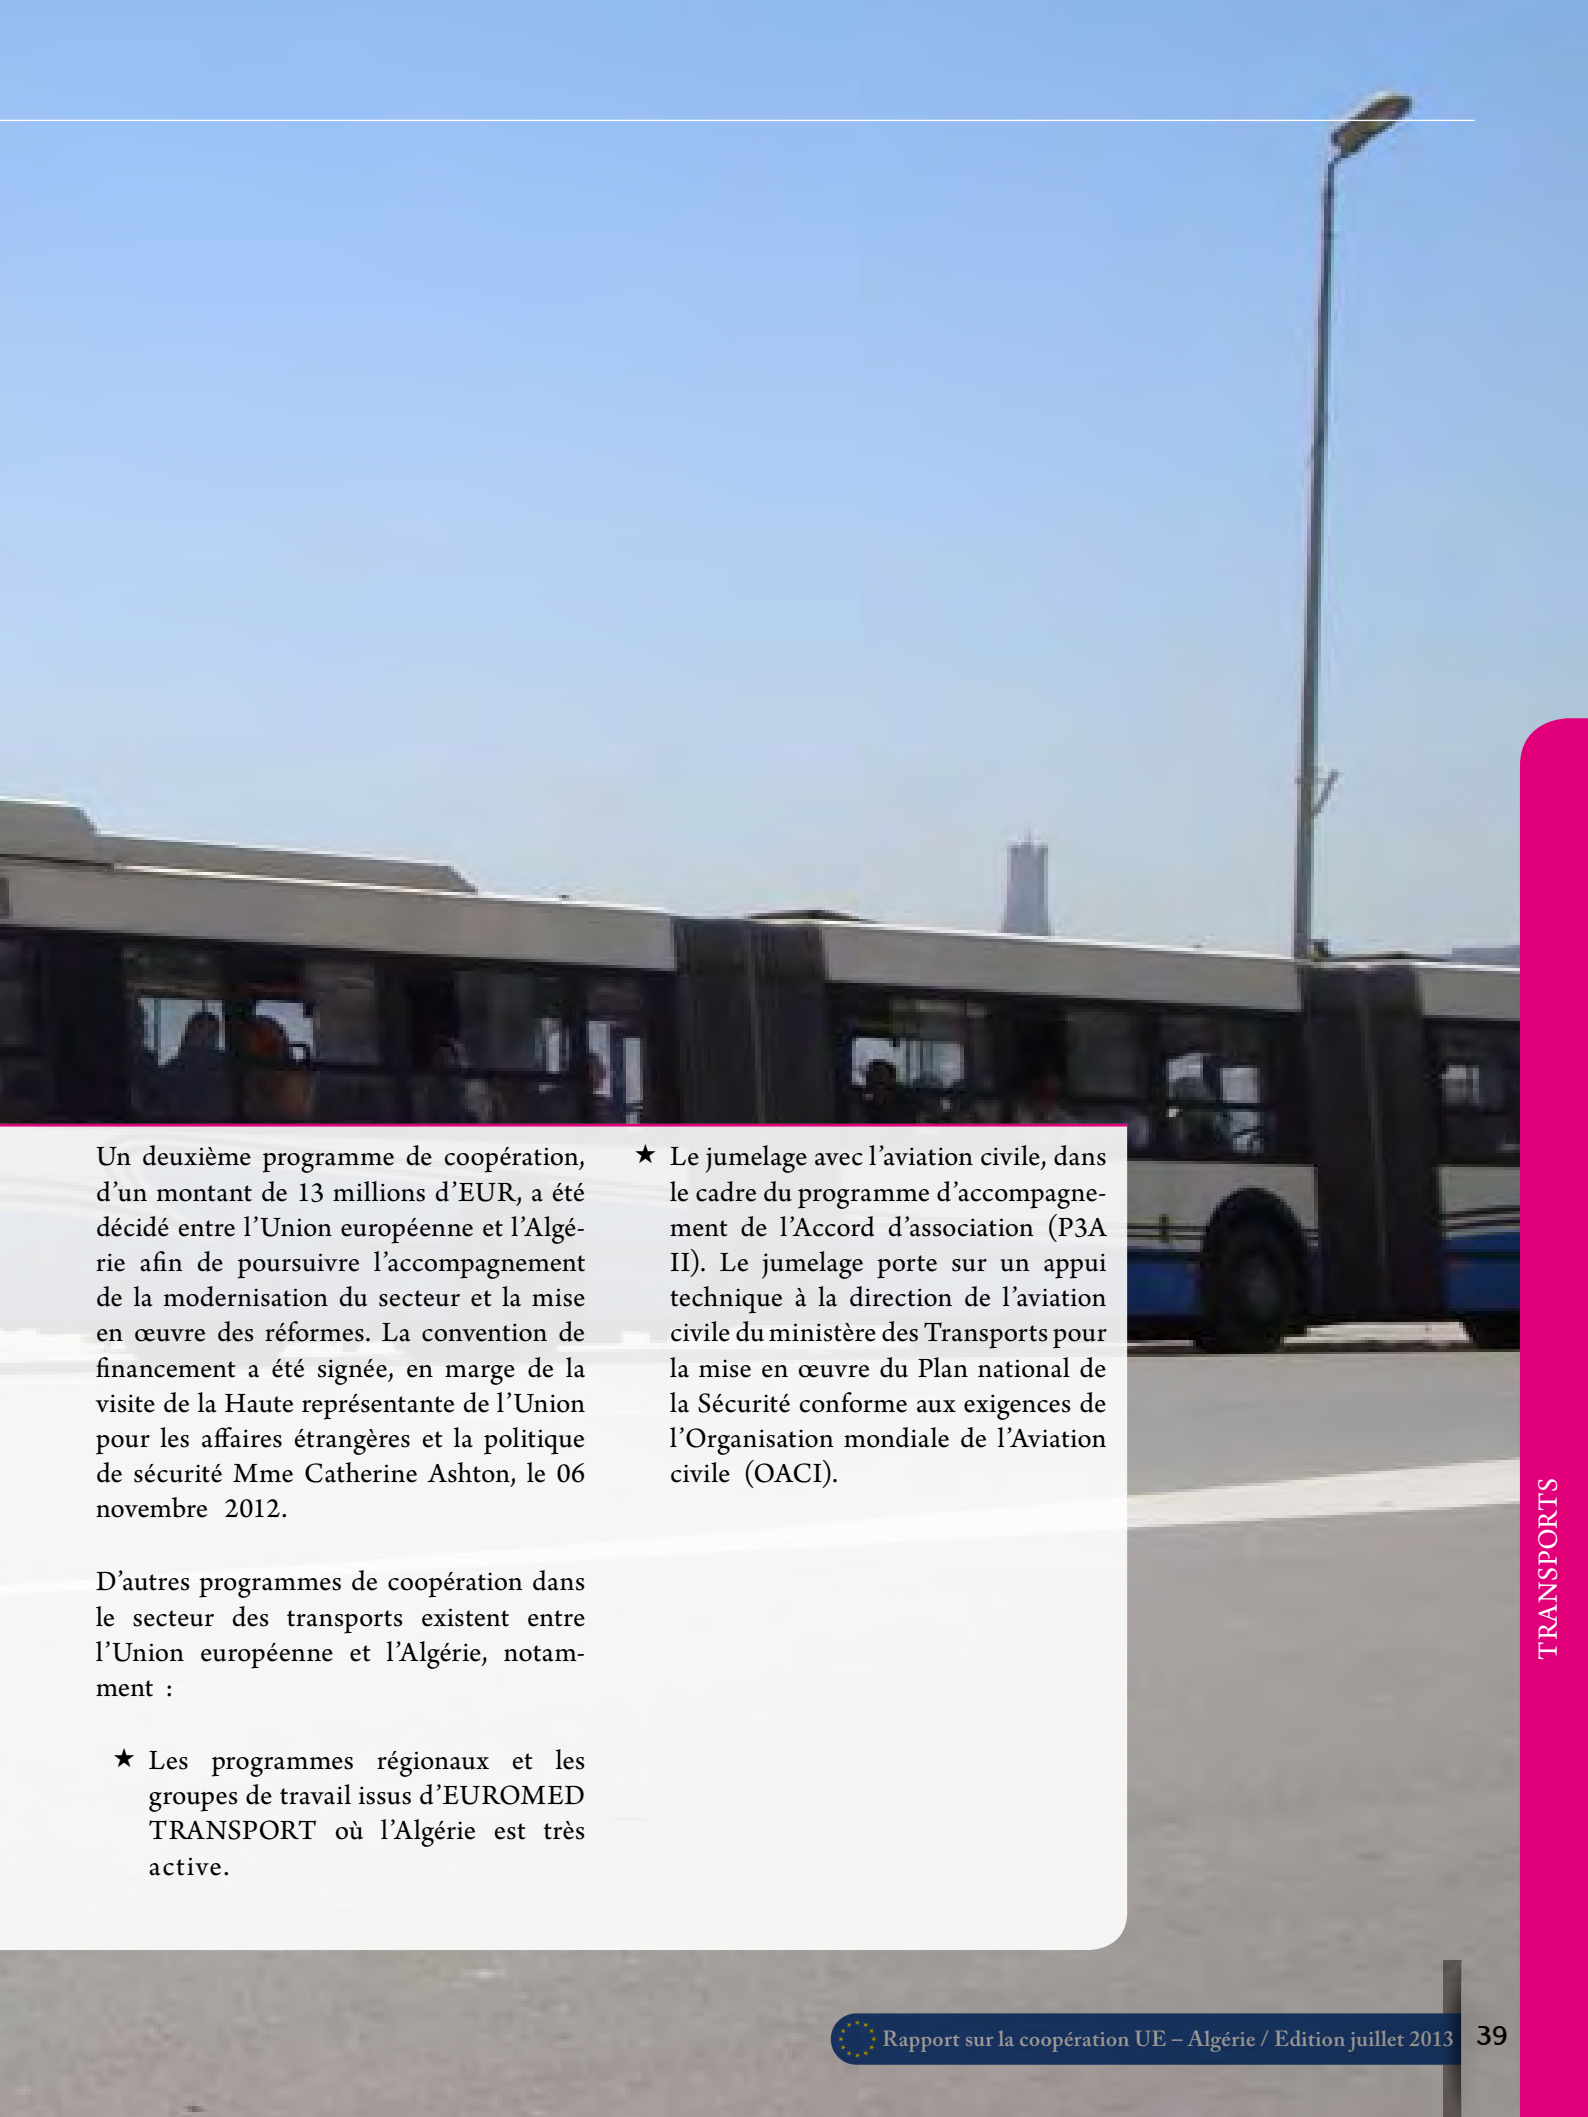 Un deuxième programme de coopération,
d’un montant de 13 millions d’EUR, a été
décidé entre l’Union européenne et l’Algé-
rie afin de poursuivre l’accompagnement
de la modernisation du secteur et la mise
en œuvre des réformes. La convention de
financement a été signée, en marge de la
visite de la Haute représentante de l’Union
pour les affaires étrangères et la politique
de sécurité Mme Catherine Ashton, le 06
novembre 2012.
D’autres programmes de coopération dans
le secteur des transports existent entre
l’Union européenne et l’Algérie, notam-
ment :
★ Les programmes régionaux et les
groupes de travail issus d’EUROMED
TRANSPORT où l’Algérie est très
active.
★ Le jumelage avec l’aviation civile, dans
le cadre du programme d’accompagne-
ment de l’Accord d’association (P3A
II). Le jumelage porte sur un appui
technique à la direction de l’aviation
civile du ministère des Transports pour
la mise en œuvre du Plan national de
la Sécurité conforme aux exigences de
l’Organisation mondiale de l’Aviation
civile (OACI).
TRANSPORTS
Rapport sur la coopération UE – Algérie / Edition juillet 2013
39